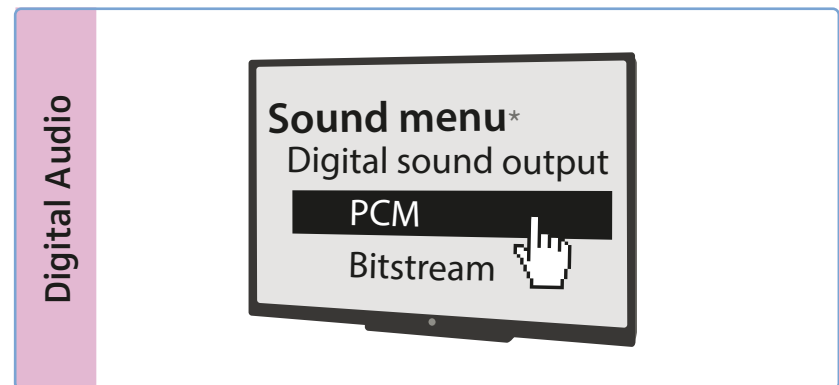 Digital Audio
Sound menu*
Digital sound output
PCM
Bitstream